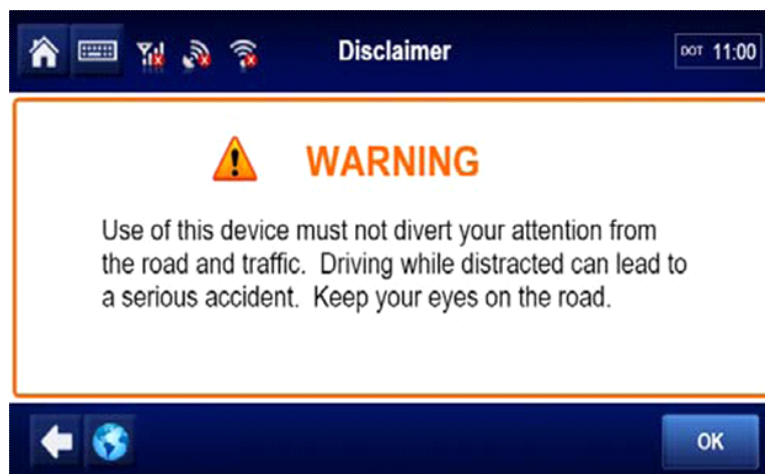 Disclaimer
DOT 11:00
WARNING
Use of this device must not divert your attention from
the road and traffic. Driving while distracted can lead to
a serious accident. Keep your eyes on the road.
OK